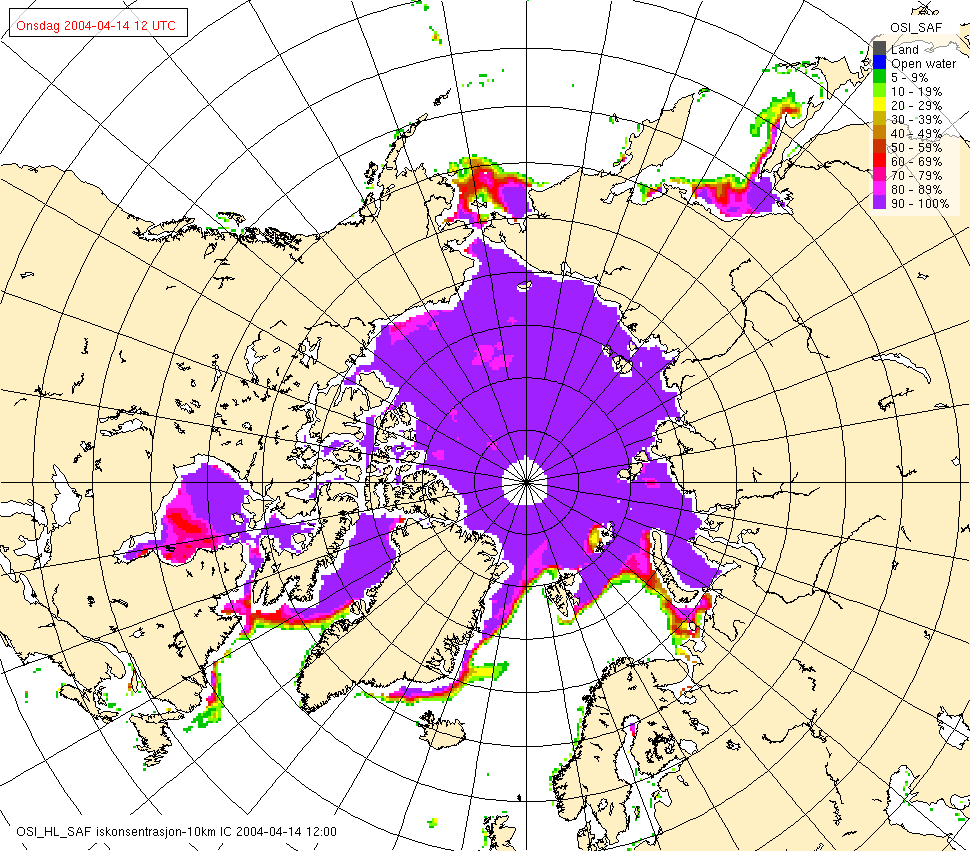 Onsdag 2004-04-14 12 UTC
OSI_SAF
Land
Open water
5 - 9%
10 - 19%
20 - 29%
30 - 39%
40 - 49%
50 - 59%
60 - 69%
70 - 79%
80 - 89%
90 - 100%
OSI_HL_SAF iskonsentrasjon-10km IC 2004-04-14 12:00